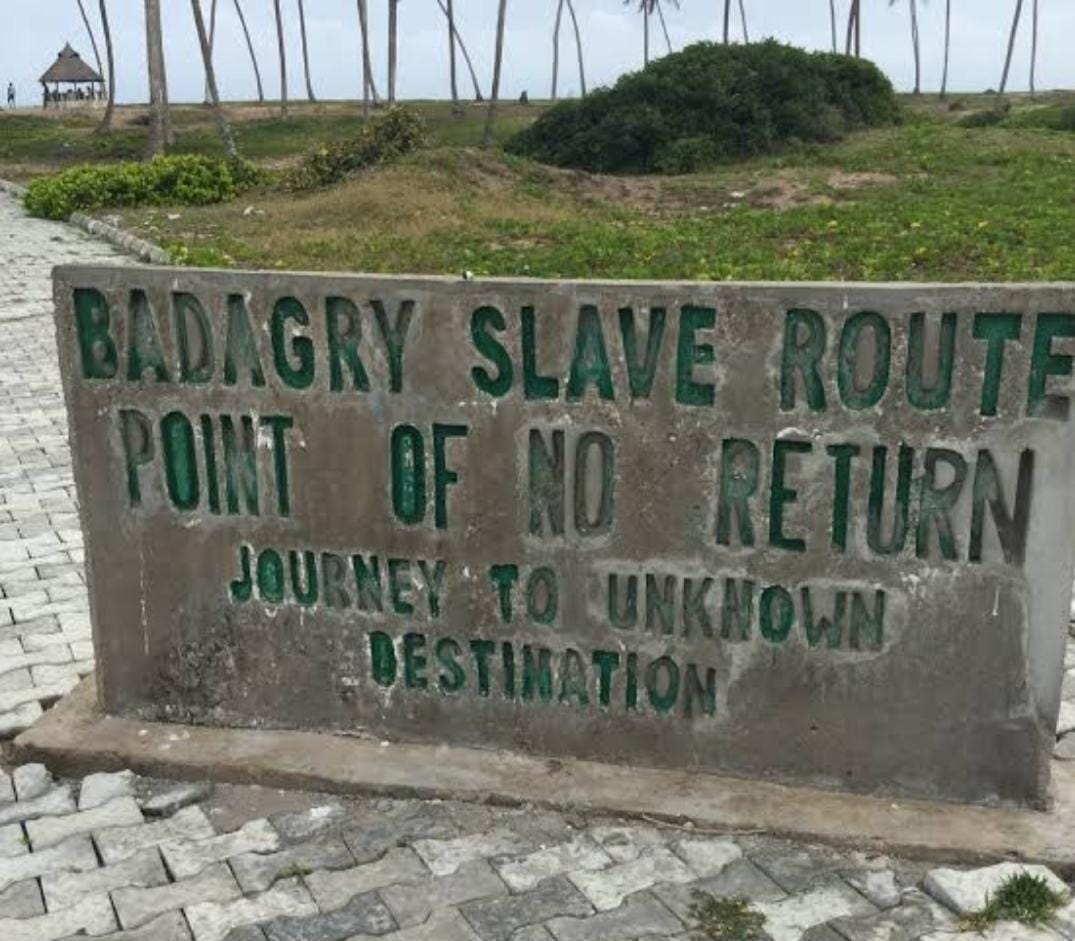 BADAGRY SLAVE ROUTE
POINT OF NO RETURN
JOURNEY TO UNKNOWN
DESTINATION